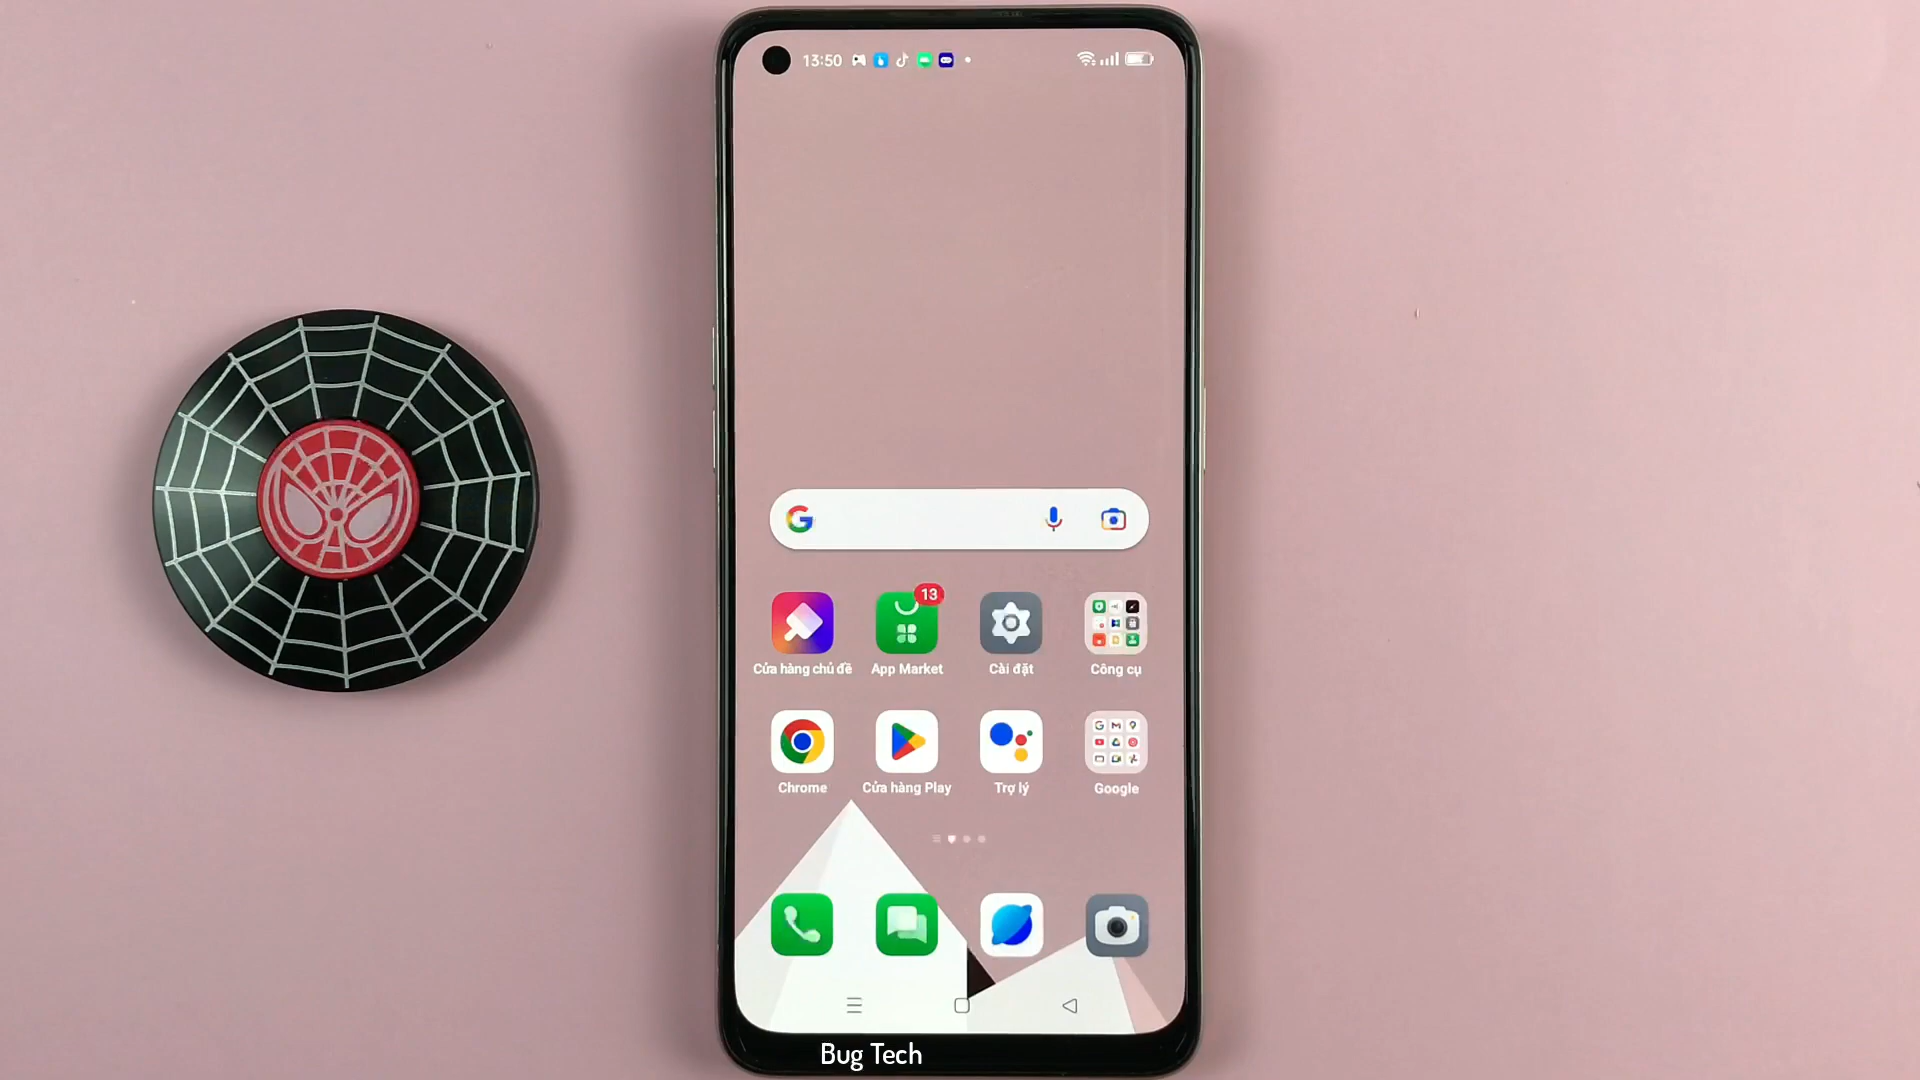 13:50
13
Cửa hàng chủ đề
App Market
Cài đặt
Công cụ
Chrome
Cửa hàng Play
Trợ lý
Google
Bug Tech